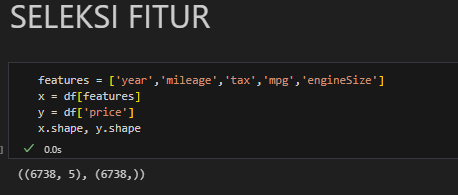 SELEKSI FITUR
features = ['year','mileage','tax','mpg','engineSize']
x = df[features]
y = df['price']
x.shape, y.shape
]
✓ 0.0s
((6738, 5), (6738,))